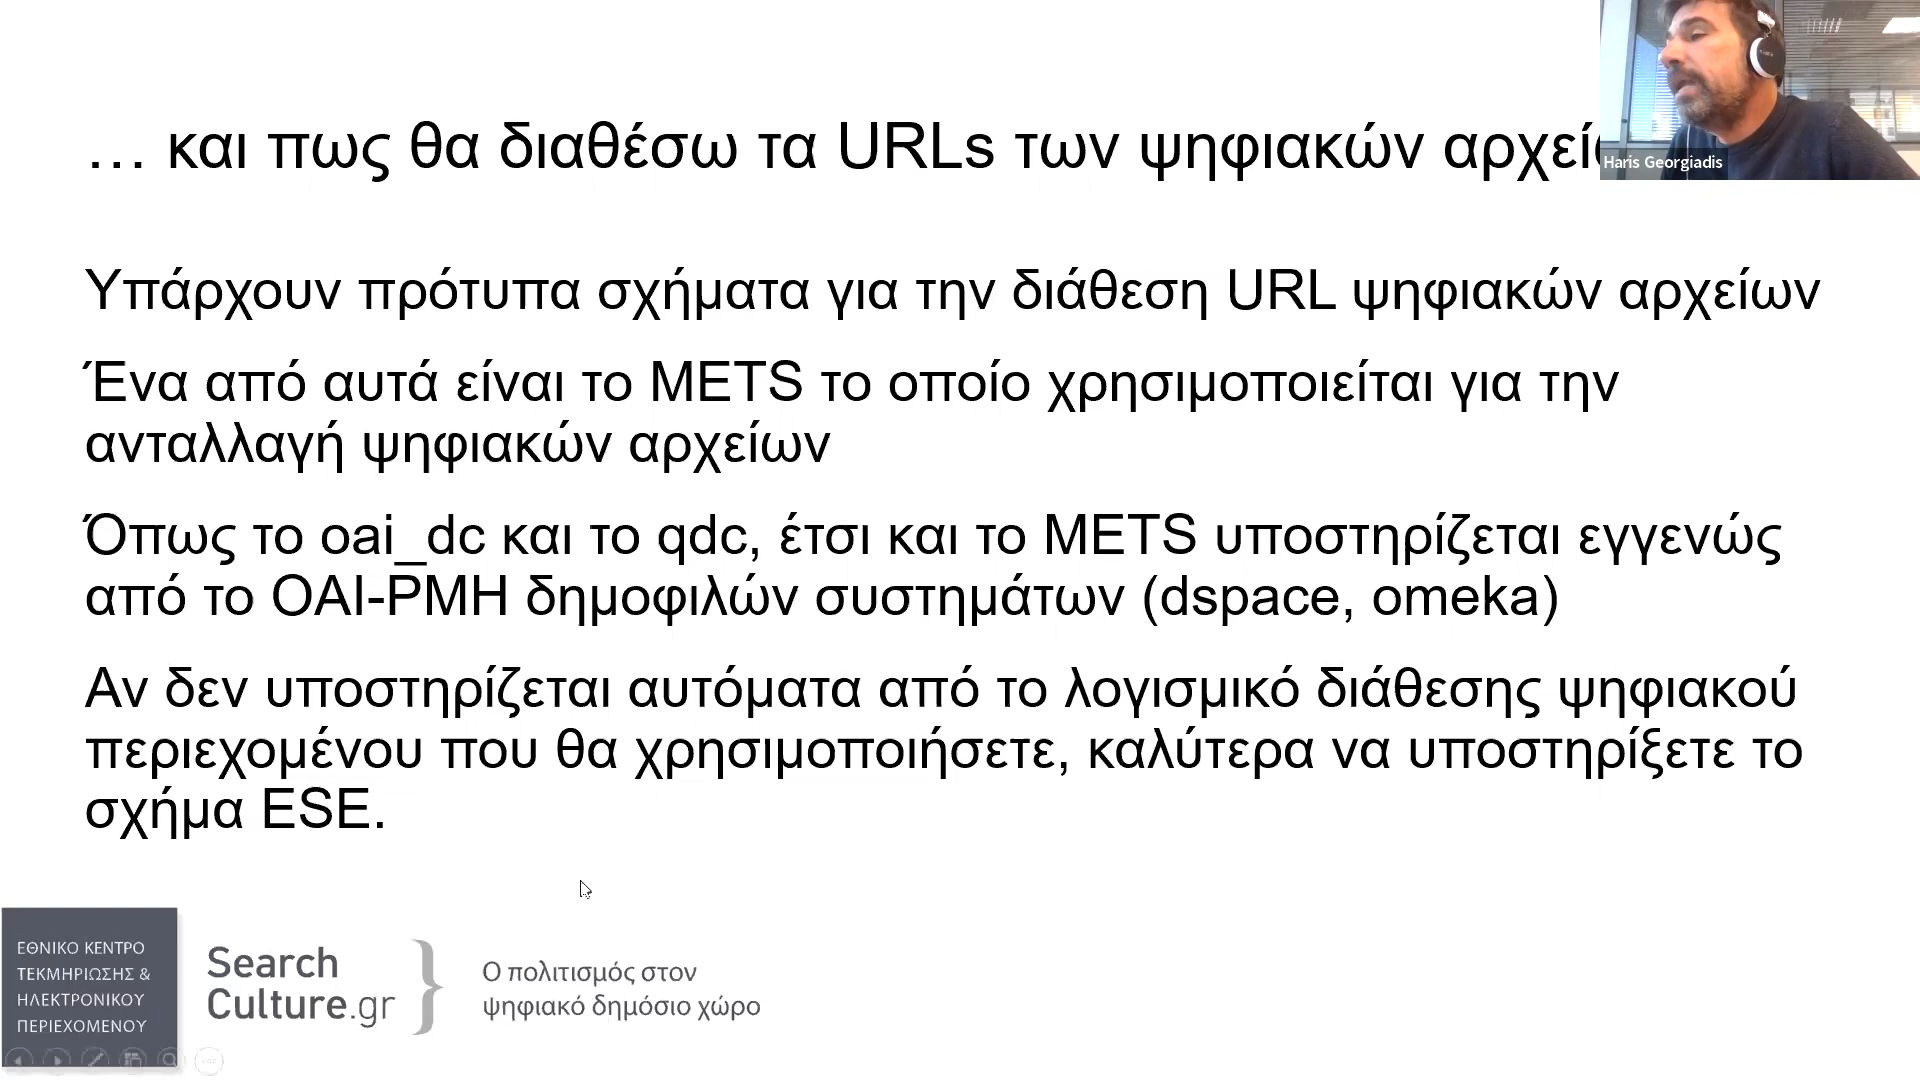 … και πως θα διαθέσω τα URLs των ψηφιακών
Haris Georgiadis
Υπάρχουν πρότυπα σχήματα για την διάθεση URL ψηφιακών αρχείων
Ένα από αυτά είναι το METS το οποίο χρησιμοποιείται για την
ανταλλαγή ψηφιακών αρχείων
Όπως το oai_dc και το qdc, έτσι και το METS υποστηρίζεται εγγενώς
από το OAI-PMH δημοφιλών συστημάτων (dspace, omeka)
Αν δεν υποστηρίζεται αυτόματα από το λογισμικό διάθεσης ψηφιακού
περιεχομένου που θα χρησιμοποιήσετε, καλύτερα να υποστηρίξετε το
σχήμα ESE.
ΕΘΝΙΚΟ ΚΕΝΤΡΟ
ΤΕΚΜΗΡΙΩΣΗΣ &
ΗΛΕΚΤΡΟΝΙΚΟΥ
ΠΕΡΙΕΧΟΜΕΝΟΥ
Search
Culture.gr
Ο πολιτισμός στον
ψηφιακό δημόσιο χώρο